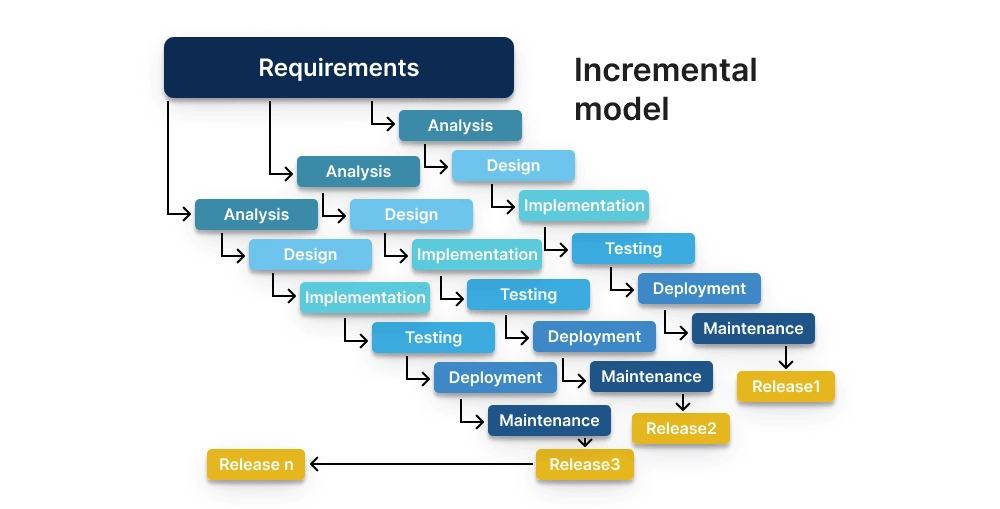 Requirements
Incremental
model
Analysis
Design
Implementation
Testing
Deployment
Maintenance
Release1
Analysis
Design
Implementation
Testing
Deployment
Maintenance
Release2
Analysis
Design
Implementation
Testing
Deployment
Maintenance
Release3
Release n